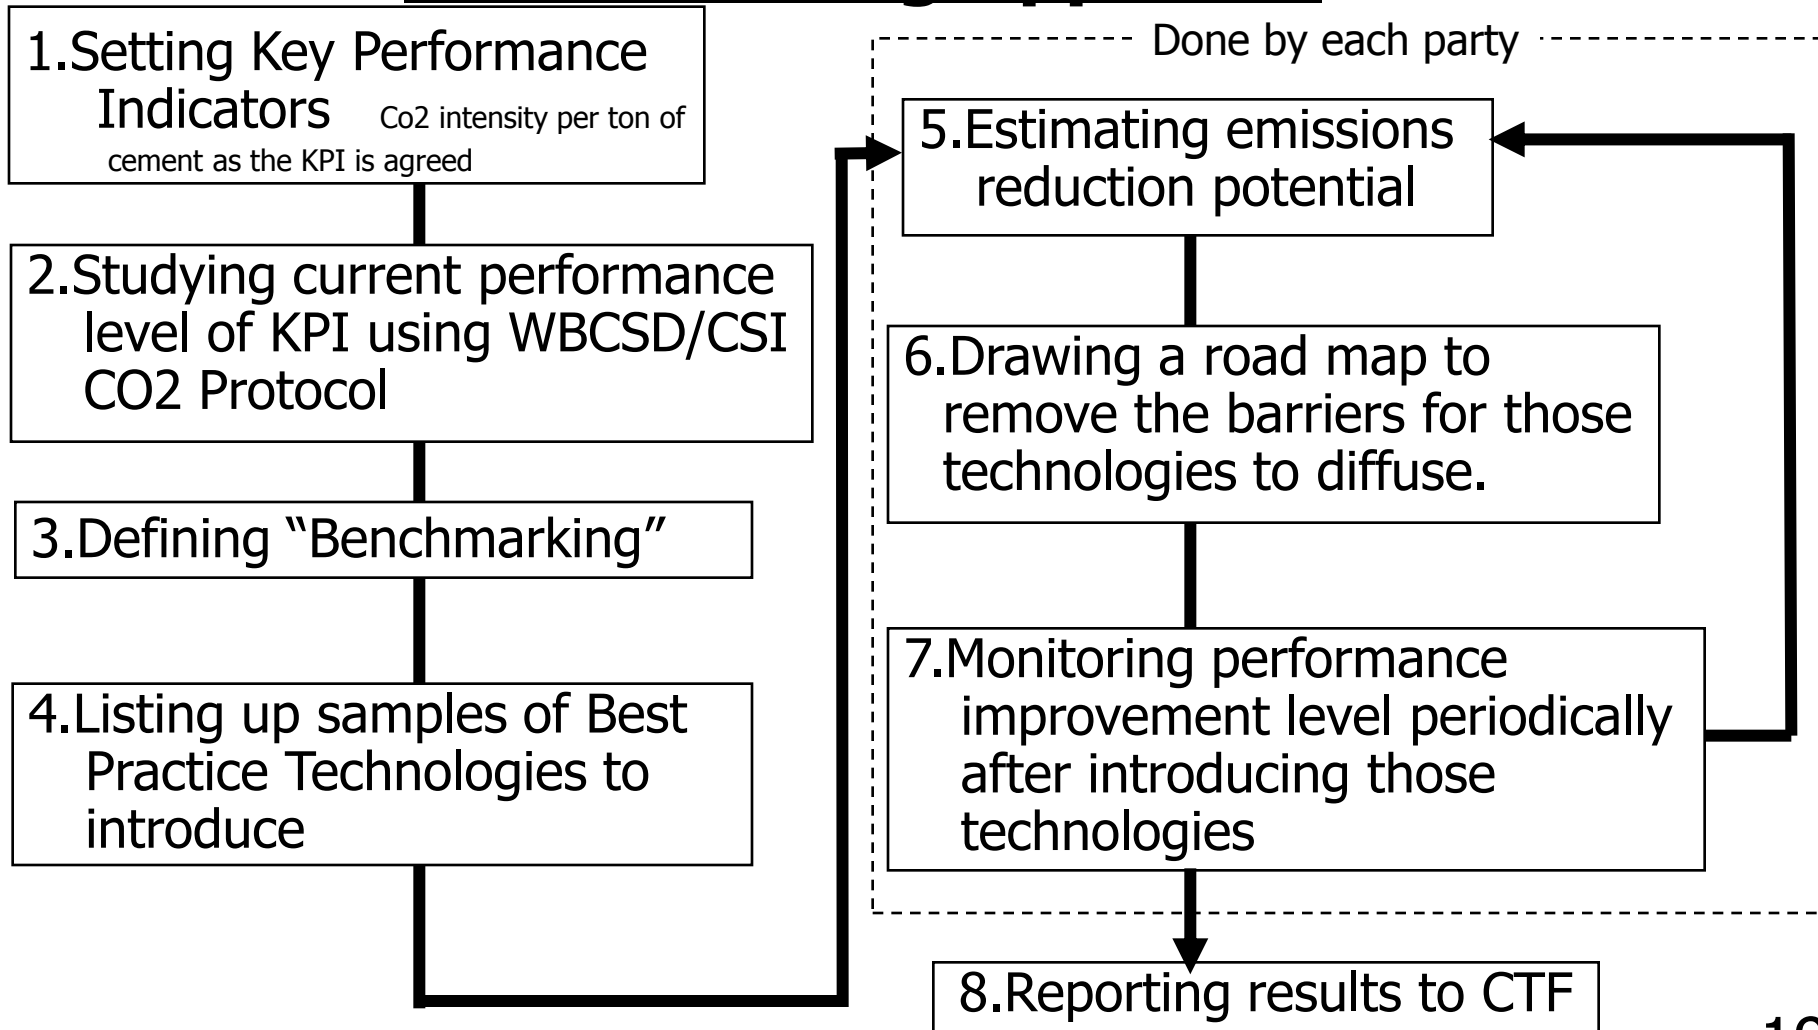 1.Setting Key Performance
Indicators Co2 intensity per ton of
cement as the KPI is agreed
2.Studying current performance
level of KPI using WBCSD/CSI
CO2 Protocol
3.Defining “Benchmarking”
4.Listing up samples of Best
Practice Technologies to
introduce
Done by each party
5.Estimating emissions
reduction potential
6.Drawing a road map to
remove the barriers for those
technologies to diffuse.
7.Monitoring performance
improvement level periodically
after introducing those
technologies
8.Reporting results to CTF